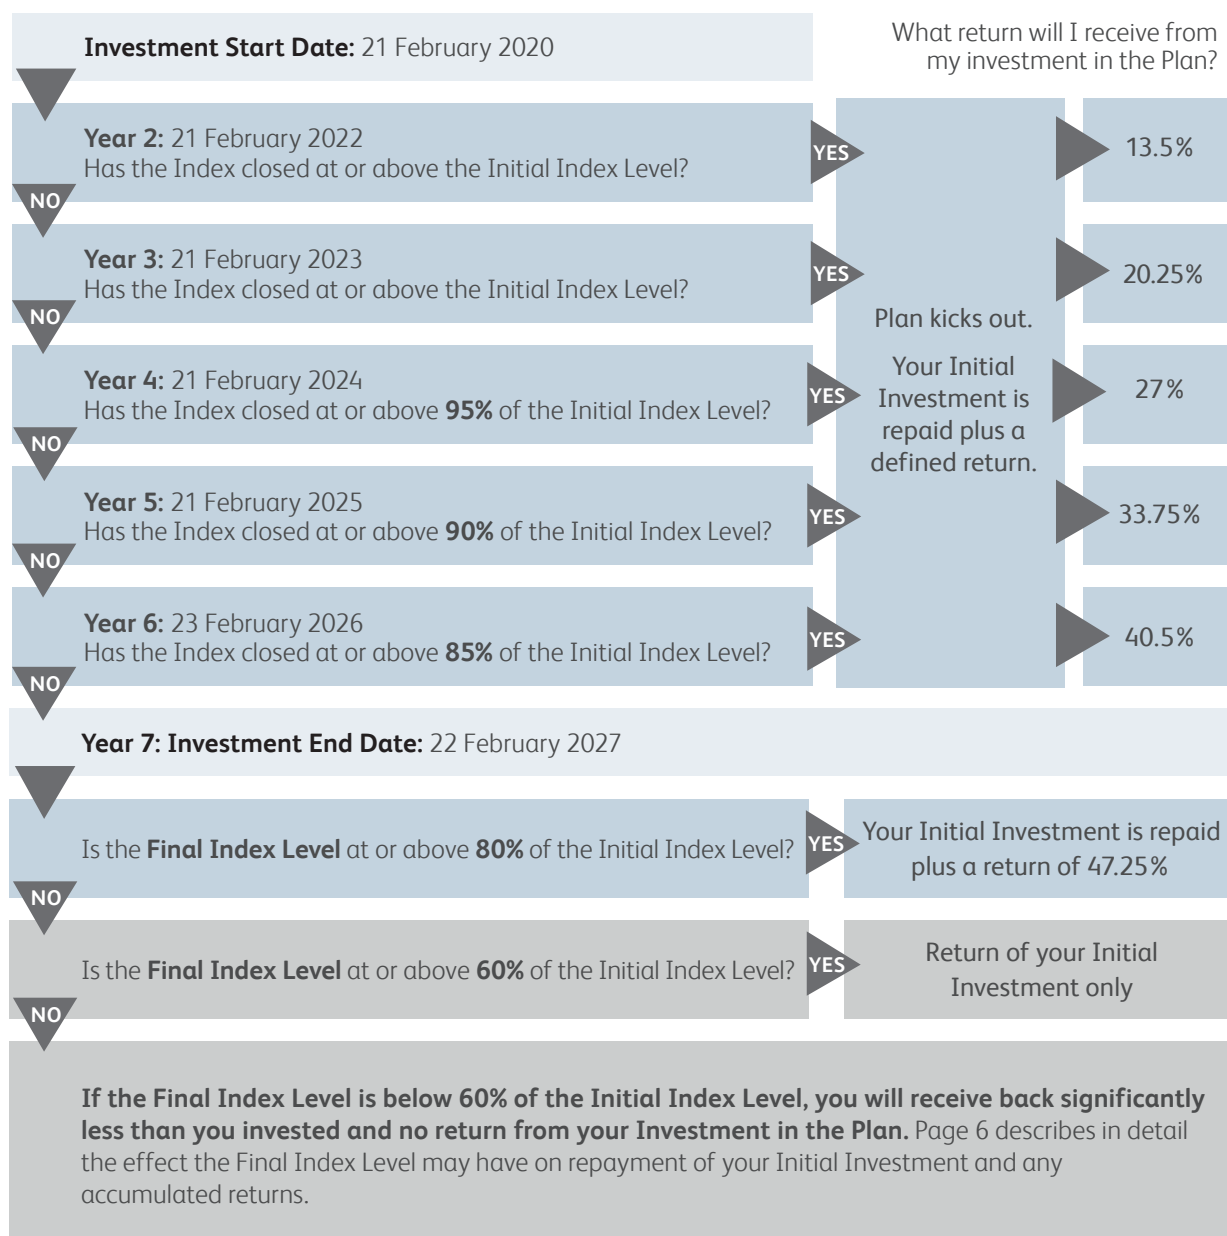 Investment Start Date: 21 February 2020
What return will I receive from
my investment in the Plan?
Year 2: 21 February 2022
Has the Index closed at or above the Initial Index Level?
YES
13.5%
NO
Year 3: 21 February 2023
Has the Index closed at or above the Initial Index Level?
YES
20.25%
NO
Plan kicks out.
Your Initial
Investment is
repaid plus a
defined return.
Year 4: 21 February 2024
Has the Index closed at or above 95% of the Initial Index Level?
YES
27%
NO
Year 5: 21 February 2025
Has the Index closed at or above 90% of the Initial Index Level?
YES
33.75%
NO
Year 6: 23 February 2026
Has the Index closed at or above 85% of the Initial Index Level?
YES
40.5%
NO
Year 7: Investment End Date: 22 February 2027
Is the Final Index Level at or above 80% of the Initial Index Level?
YES
Your Initial Investment is repaid
plus a return of 47.25%
NO
Is the Final Index Level at or above 60% of the Initial Index Level?
YES
Return of your Initial
Investment only
NO
If the Final Index Level is below 60% of the Initial Index Level, you will receive back significantly
less than you invested and no return from your Investment in the Plan. Page 6 describes in detail
the effect the Final Index Level may have on repayment of your Initial Investment and any
accumulated returns.